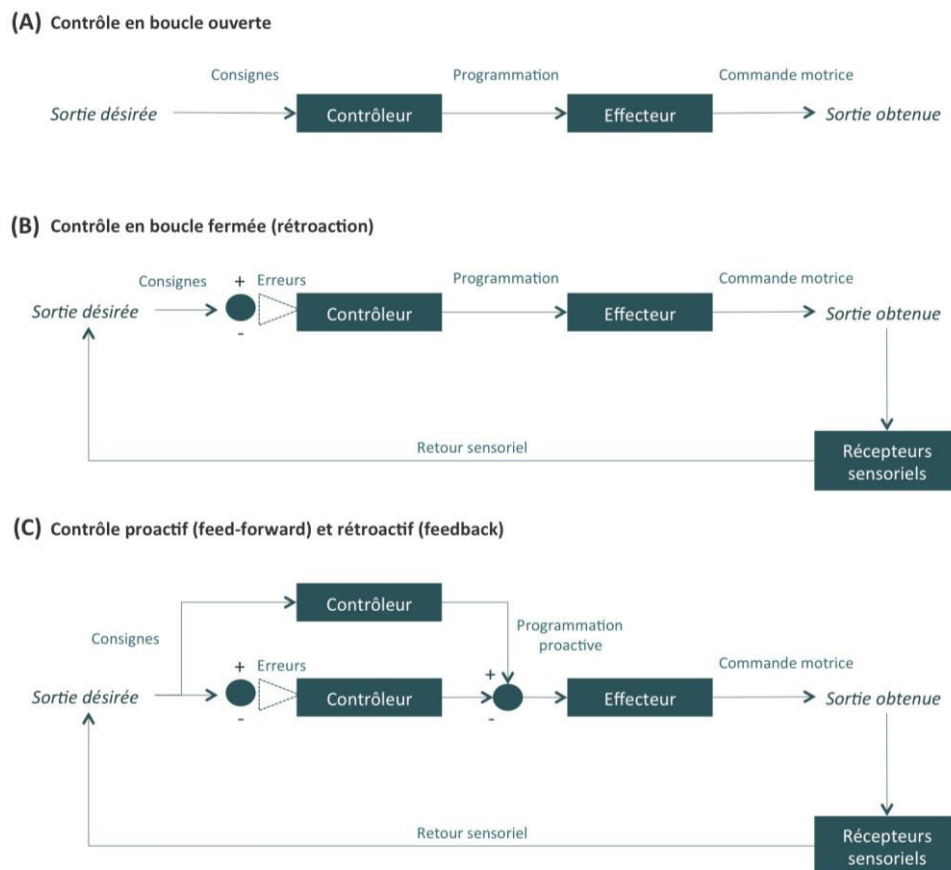 (A) Contrôle en boucle ouverte
Consignes
Programmation
Commande motrice
Sortie désirée
Contrôleur
Effecteur
Sortie obtenue
(B) Contrôle en boucle fermée (rétroaction)
Consignes
+
Erreurs
Programmation
Commande motrice
Sortie désirée
Contrôleur
Effecteur
Sortie obtenue
-
Retour sensoriel
Récepteurs
sensoriels
(C) Contrôle proactif (feed-forward) et rétroactif (feedback)
Contrôleur
Consignes
Programmation
proactive
+
Erreurs
+
Commande motrice
Sortie désirée
Contrôleur
Effecteur
Sortie obtenue
-
-
Retour sensoriel
Récepteurs
sensoriels